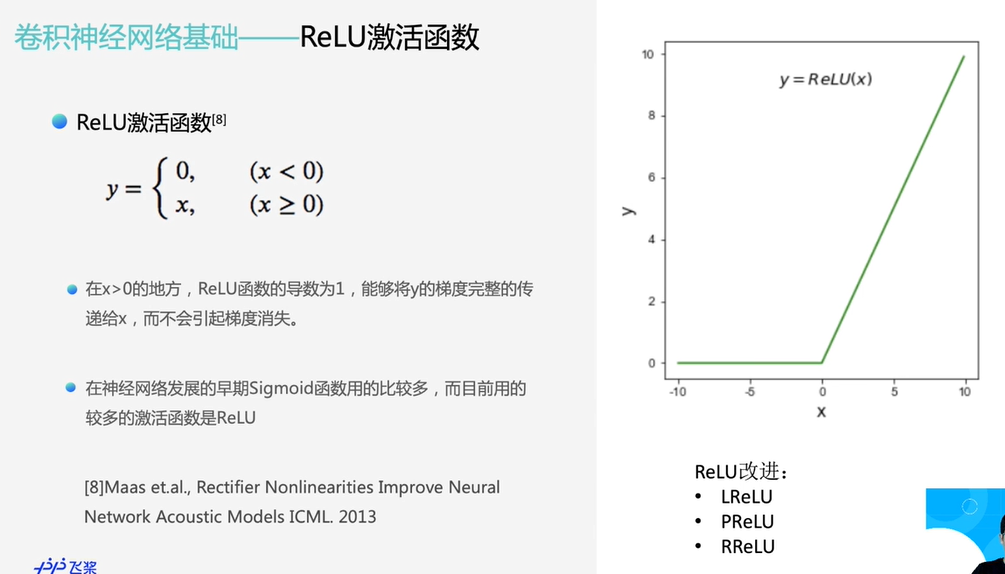 卷积神经网络基础——ReLU激活函数
ReLU激活函数[8]
y = { 0, (x < 0)
x, (x ≥ 0)
在x>0的地方，ReLU函数的导数为1，能够将y的梯度完整的传
递给x，而不会引起梯度消失。
在神经网络发展的早期Sigmoid函数用的比较多，而目前用的
较多的激活函数是ReLU
[8]Maas et.al., Rectifier Nonlinearities Improve Neural
Network Acoustic Models ICML. 2013
飞桨
y = ReLU(x)
10
8
6
4
2
0
y
-10 -5 0 5 10
x
ReLU改进：
• LReLU
• PReLU
• RReLU